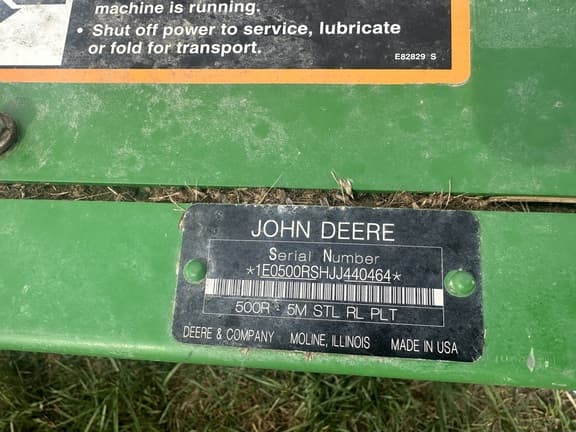 machine is running.
• Shut off power to service, lubricate
or fold for transport.
E82829 S
JOHN DEERE
Serial Number
*1E0500RSHJJ440464*
500R - 5M STL RL PLT
DEERE & COMPANY MOLINE, ILLINOIS MADE IN USA